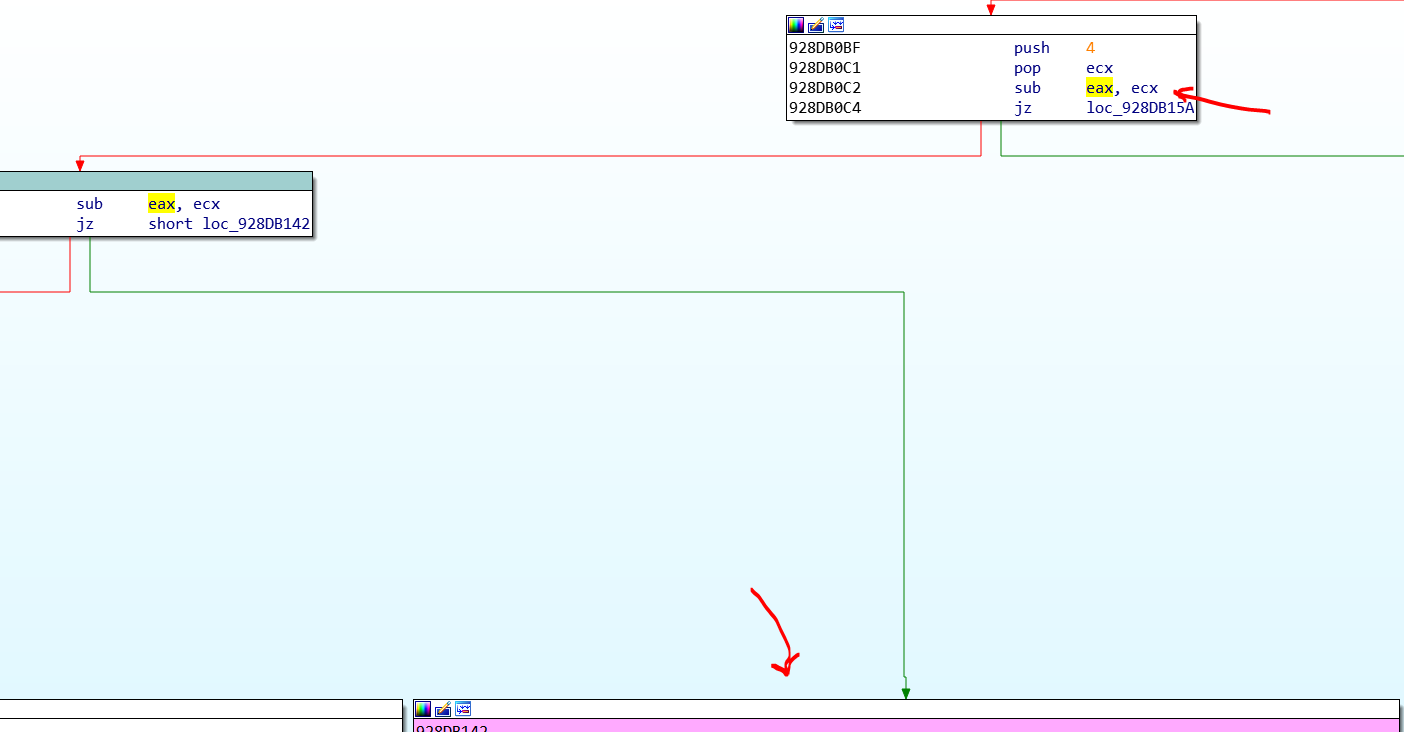 928DB0BF push 4
928DB0C1 pop ecx
928DB0C2 sub eax, ecx
928DB0C4 jz loc_928DB15A
sub eax, ecx
jz short loc_928DB142
928DB142